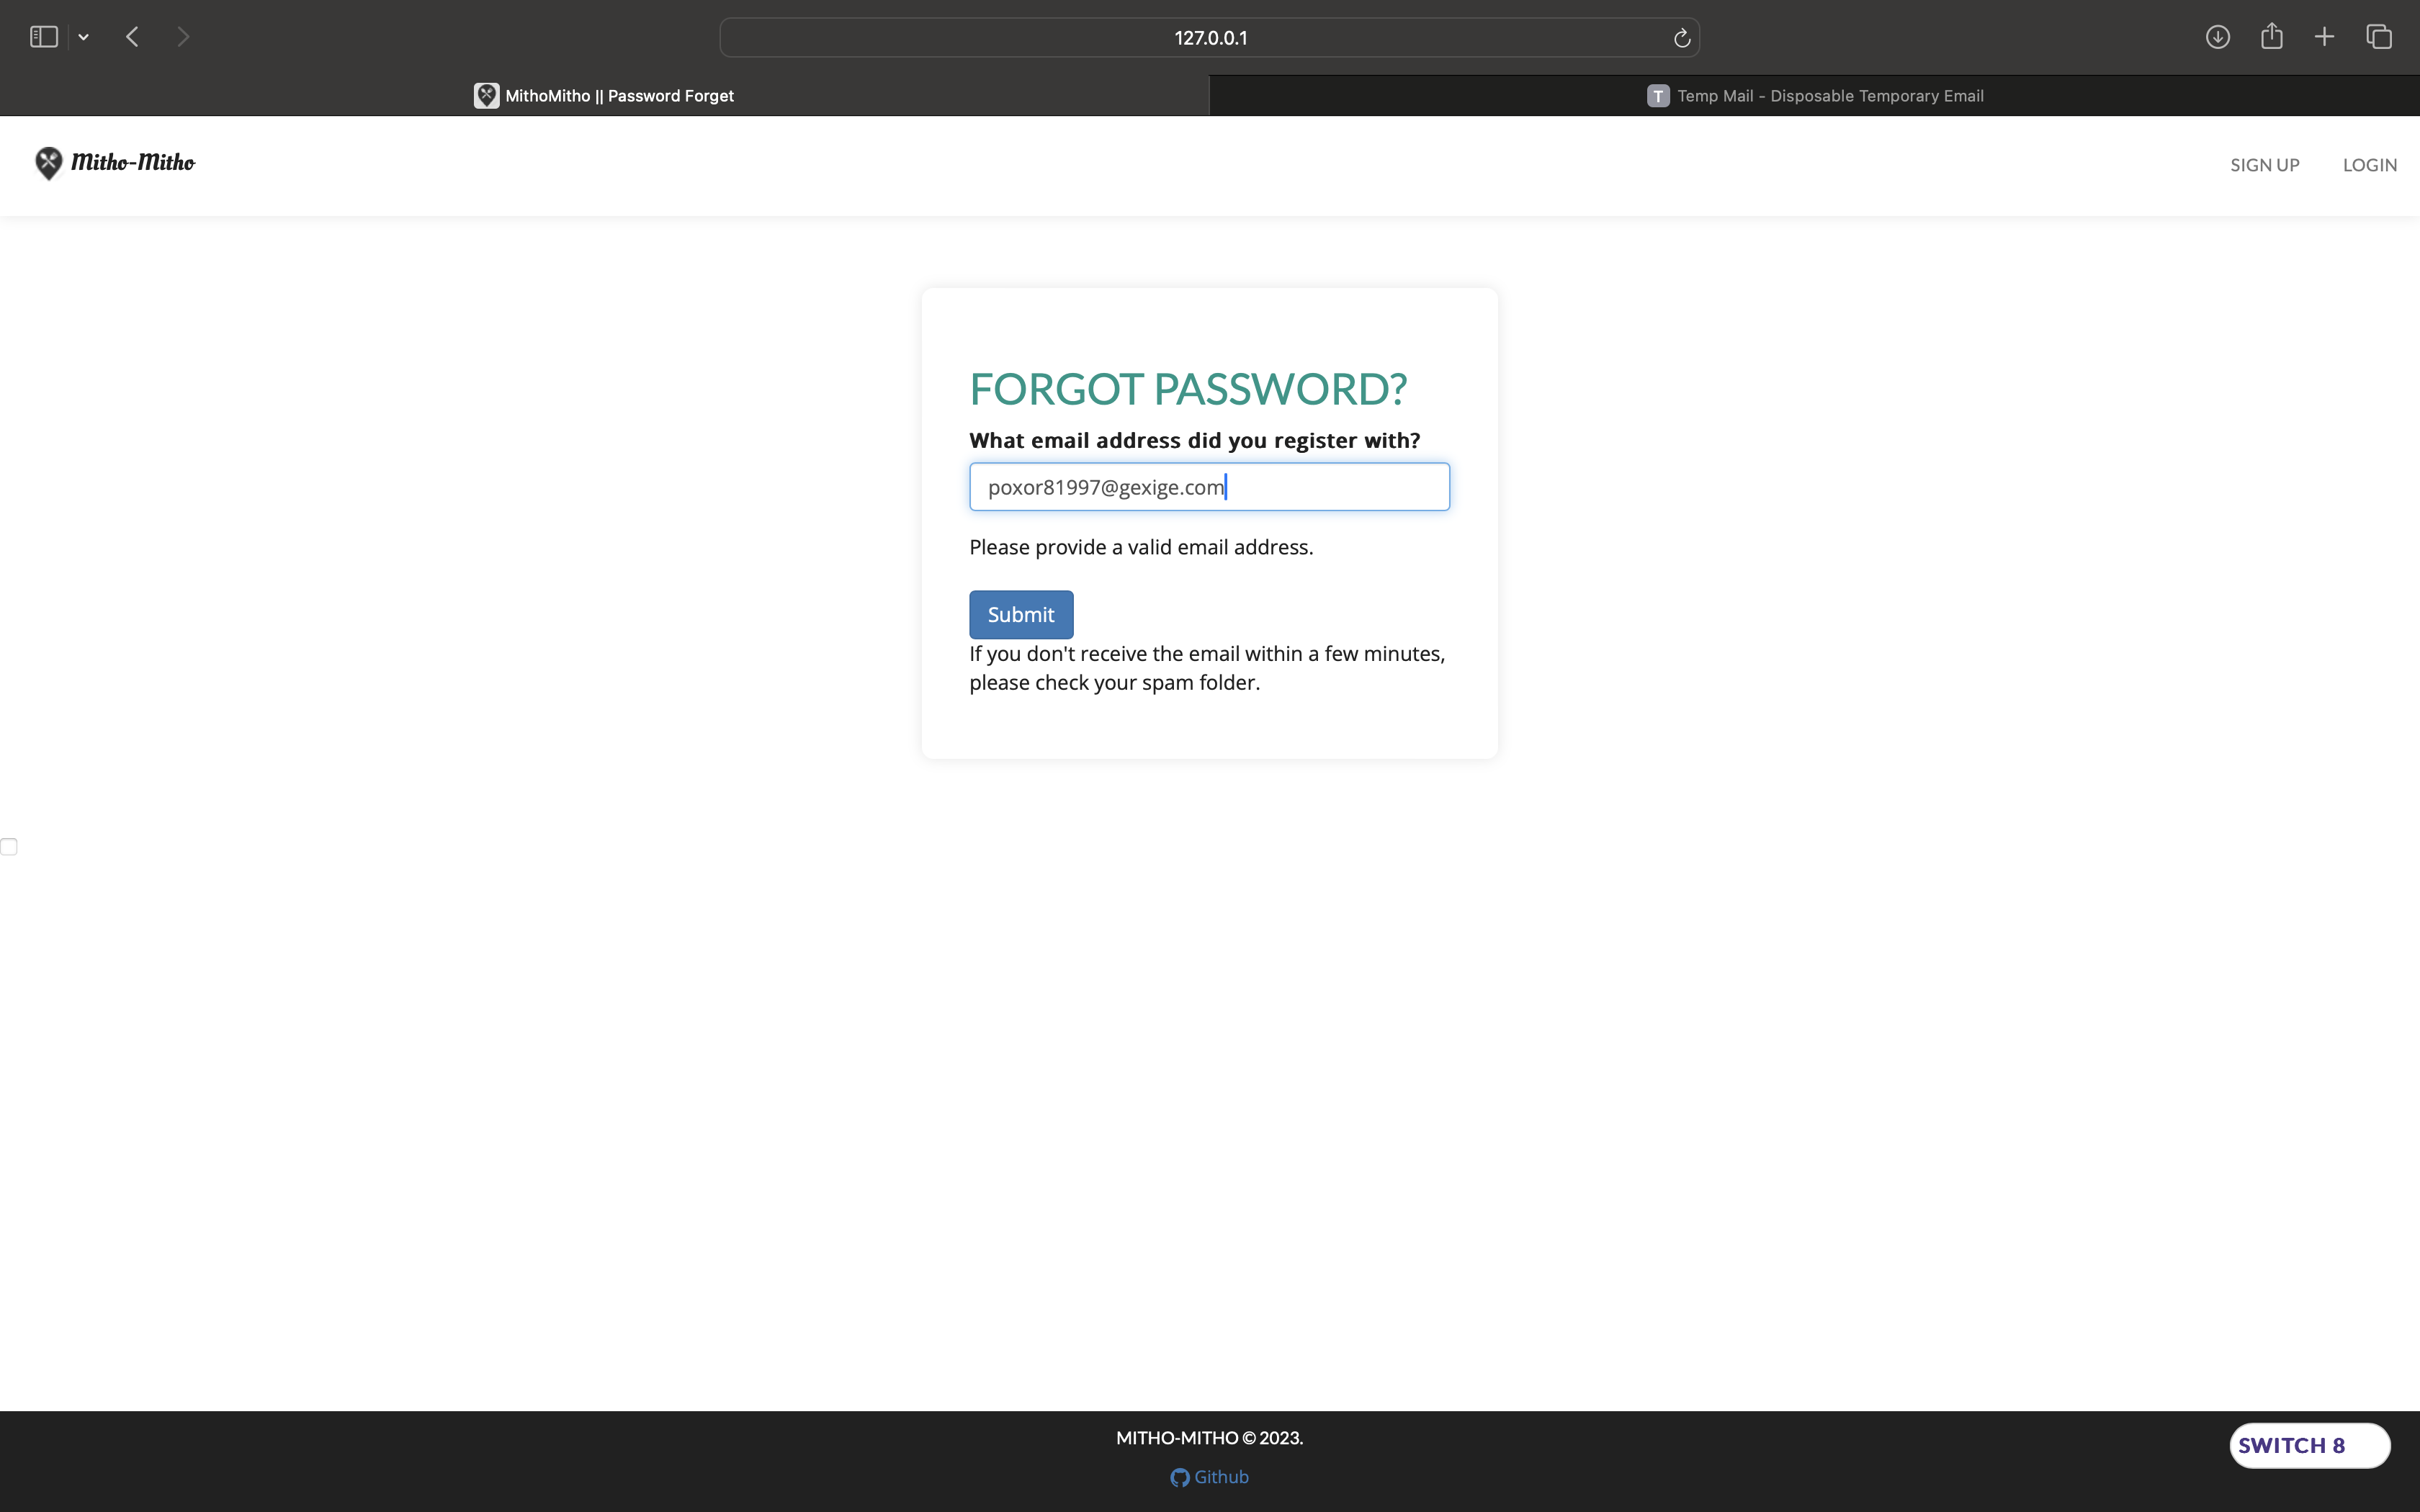 127.0.0.1
MithoMitho || Password Forget
T Temp Mail - Disposable Temporary Email
Mitho-Mitho
SIGN UP LOGIN
FORGOT PASSWORD?
What email address did you register with?
poxor81997@gexige.com
Please provide a valid email address.
Submit
If you don't receive the email within a few minutes,
please check your spam folder.
MITHO-MITHO © 2023.
Github
SWITCH 8